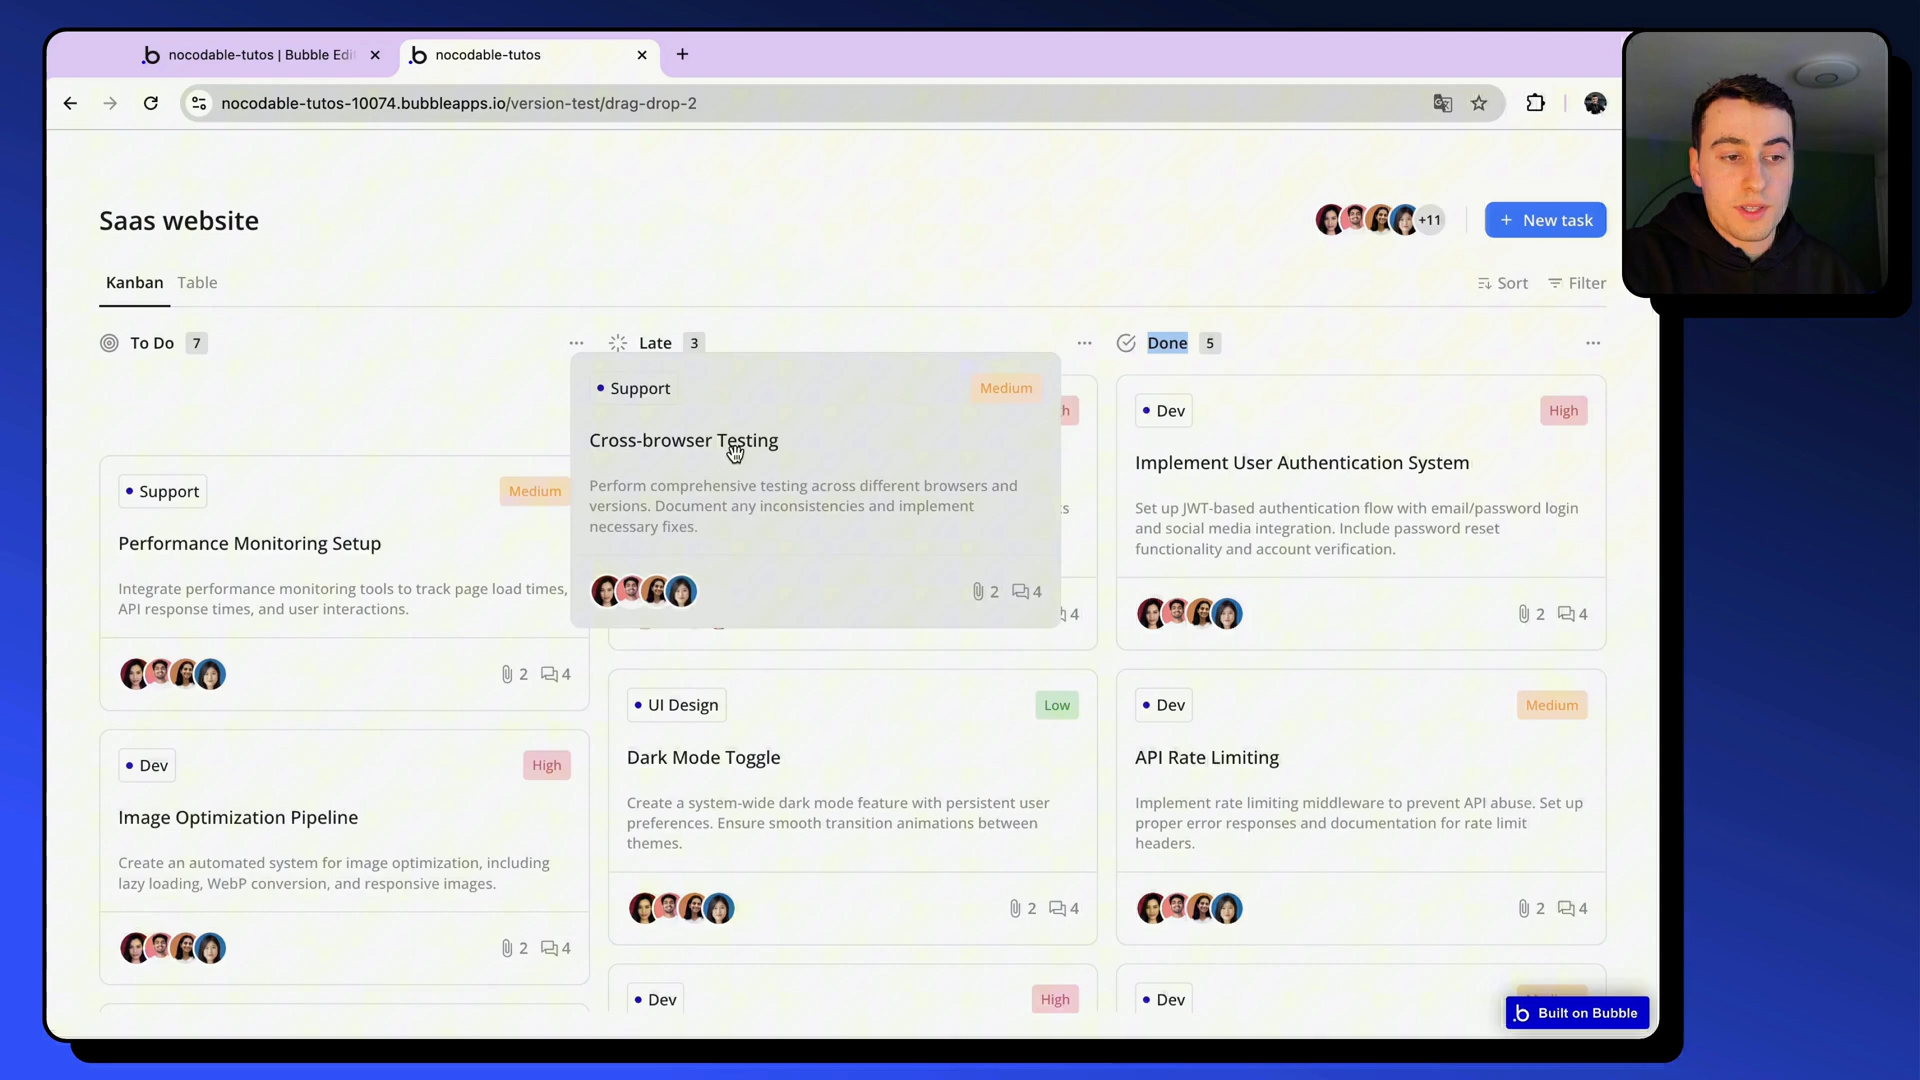 nocodable-tutos | Bubble Edi
nocodable-tutos
nocodable-tutos-10074.bubbleapps.io/version-test/drag-drop-2
Saas website
+11
+ New task
Kanban
Table
Sort
Filter
To Do 7
Late 3
Done 5
Support
Medium
Cross-browser Testing
Perform comprehensive testing across different browsers and
versions. Document any inconsistencies and implement
necessary fixes.
2 4
Support
Medium
Performance Monitoring Setup
Integrate performance monitoring tools to track page load times,
API response times, and user interactions.
2 4
Dev
High
Image Optimization Pipeline
Create an automated system for image optimization, including
lazy loading, WebP conversion, and responsive images.
2 4
h
ts
4
UI Design
Low
Dark Mode Toggle
Create a system-wide dark mode feature with persistent user
preferences. Ensure smooth transition animations between
themes.
2 4
Dev
High
Dev
High
Implement User Authentication System
Set up JWT-based authentication flow with email/password login
and social media integration. Include password reset
functionality and account verification.
2 4
Dev
Medium
API Rate Limiting
Implement rate limiting middleware to prevent API abuse. Set up
proper error responses and documentation for rate limit
headers.
2 4
Dev
b Built on Bubble